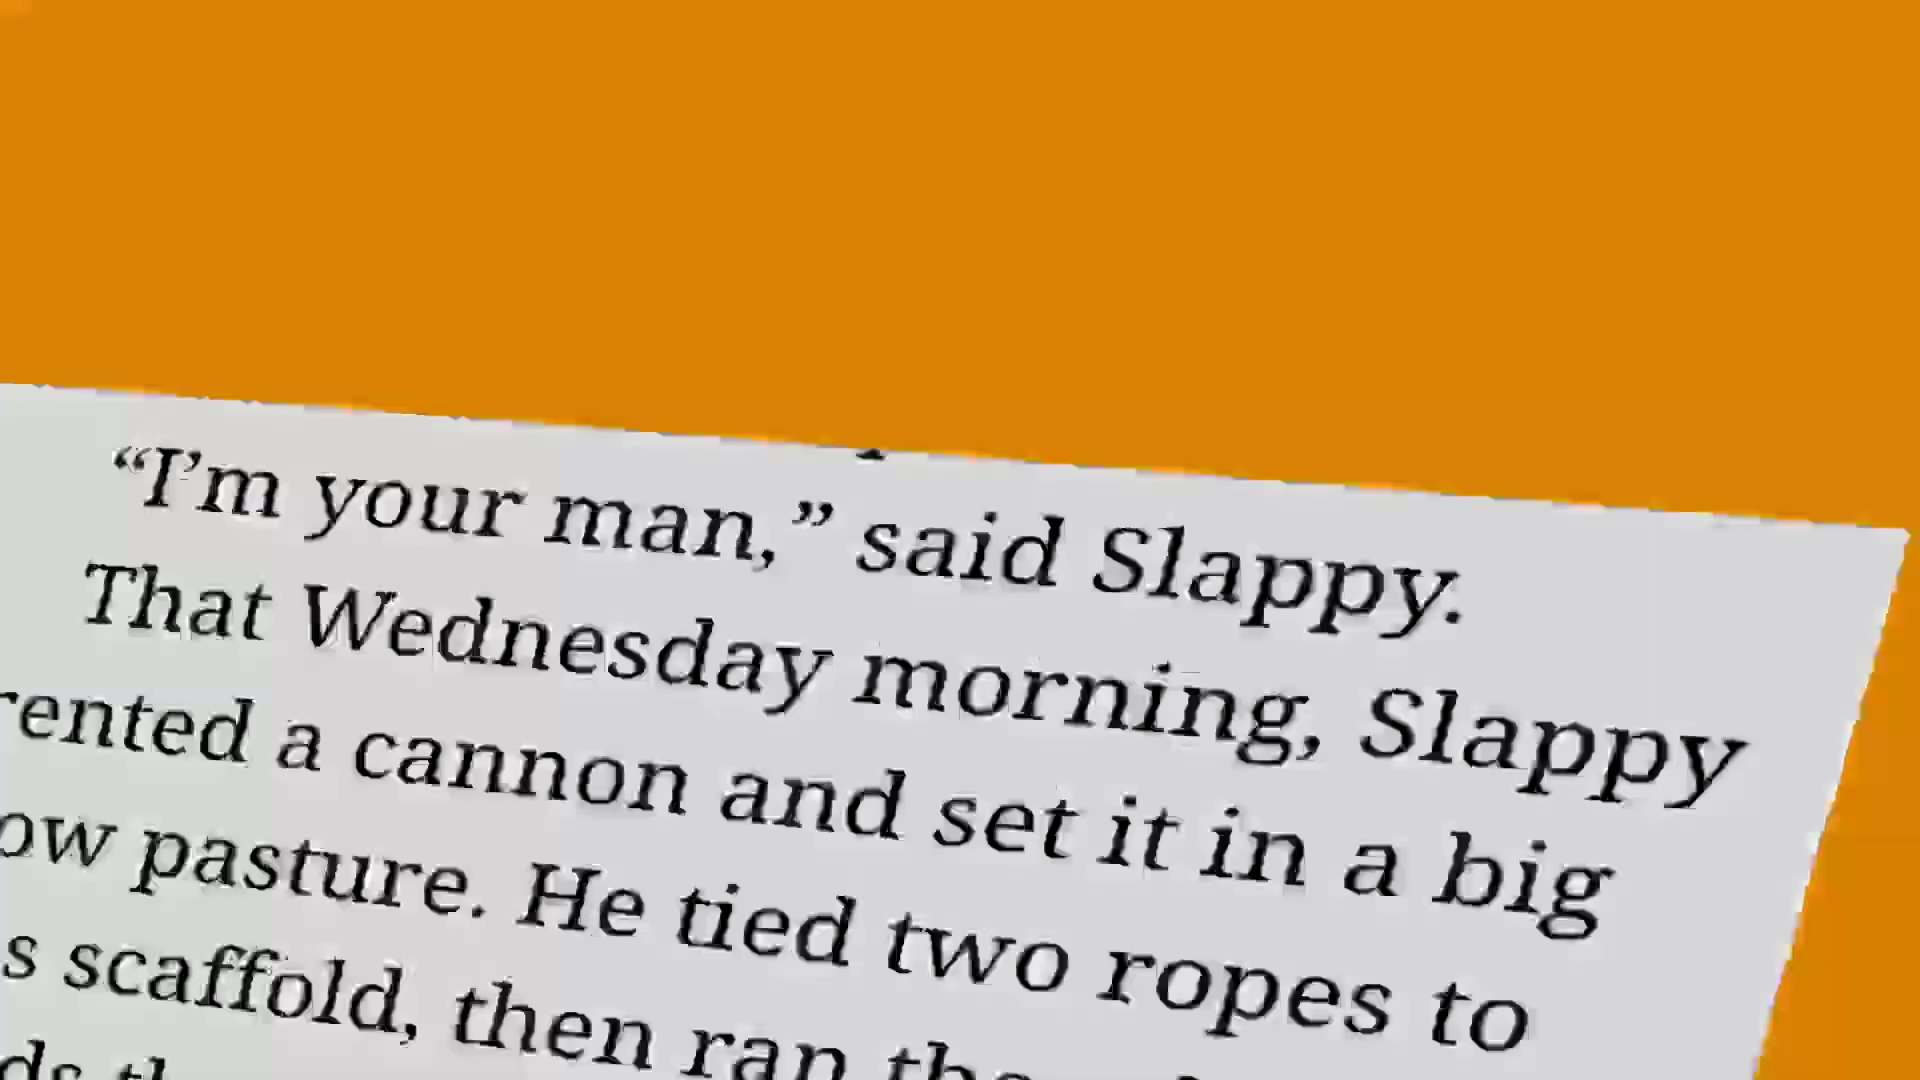 “I’m your man,” said Slappy.
That Wednesday morning, Slappy
rented a cannon and set it in a big
pasture. He tied two ropes to
scaffold, then ran